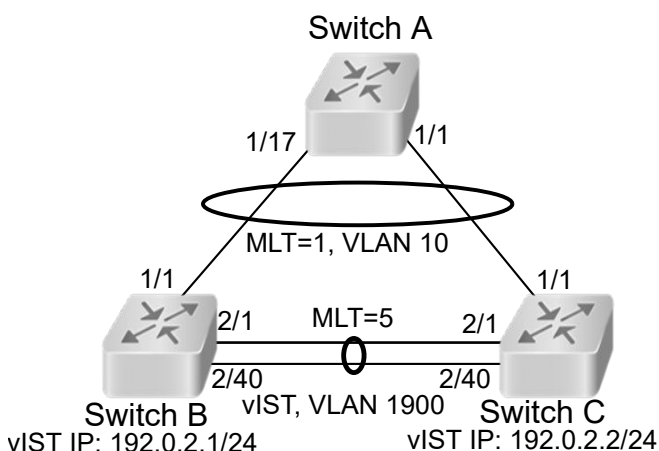 Switch A
1/17
1/1
MLT=1, VLAN 10
1/1
1/1
2/1
MLT=5
2/1
2/40
2/40
vIST, VLAN 1900
Switch B
Switch C
vIST IP: 192.0.2.1/24
vIST IP: 192.0.2.2/24